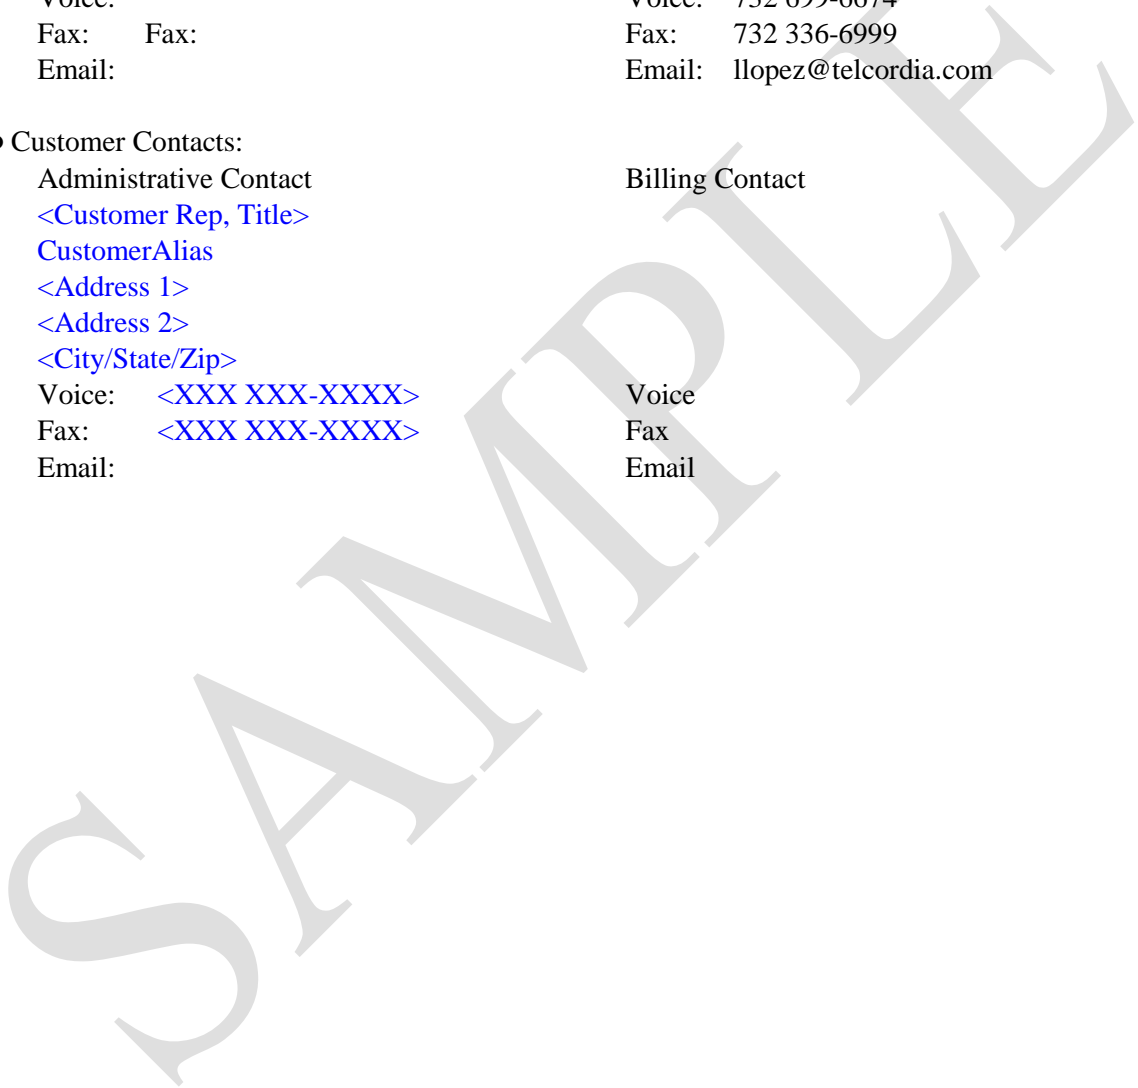 Voice: Voice: 732 699-6674
Fax: Fax: Fax: 732 336-6999
Email: Email: llopez@telcordia.com
Customer Contacts:
Administrative Contact Billing Contact
<Customer Rep, Title>
CustomerAlias
<Address 1>
<Address 2>
<City/State/Zip>
Voice: <XXX XXX-XXXX> Voice
Fax: <XXX XXX-XXXX> Fax
Email: Email
SAMPLE